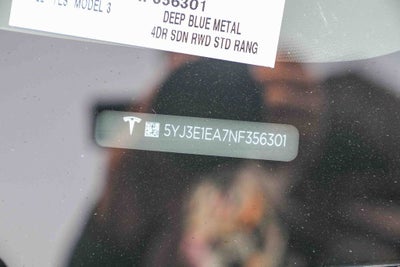 MODEL 3
356301
DEEP BLUE METAL
4DR SDN RWD STD RANG
5YJ3E1EA7NF356301